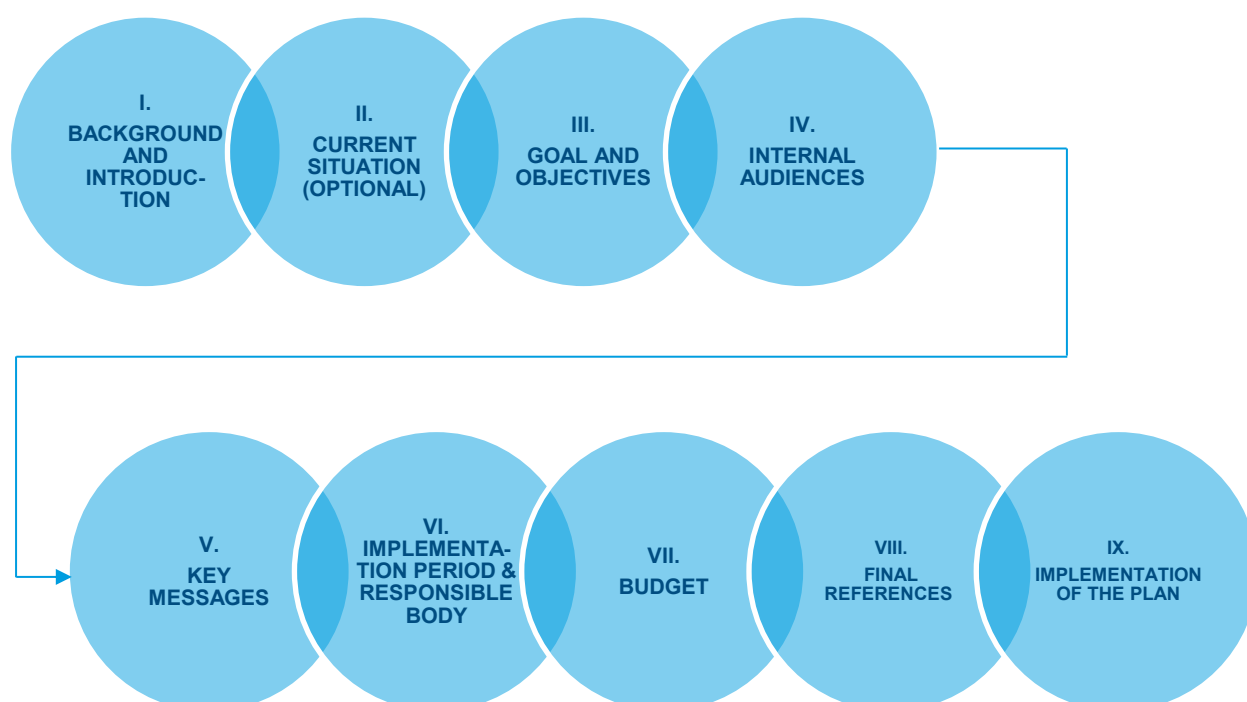 I.
BACKGROUND
AND
INTRODUC-
TION
II.
CURRENT
SITUATION
(OPTIONAL)
III.
GOAL AND
OBJECTIVES
IV.
INTERNAL
AUDIENCES
V.
KEY
MESSAGES
VI.
IMPLEMENTA-
TION PERIOD &
RESPONSIBLE
BODY
VII.
BUDGET
VIII.
FINAL
REFERENCES
IX.
IMPLEMENTATION
OF THE PLAN